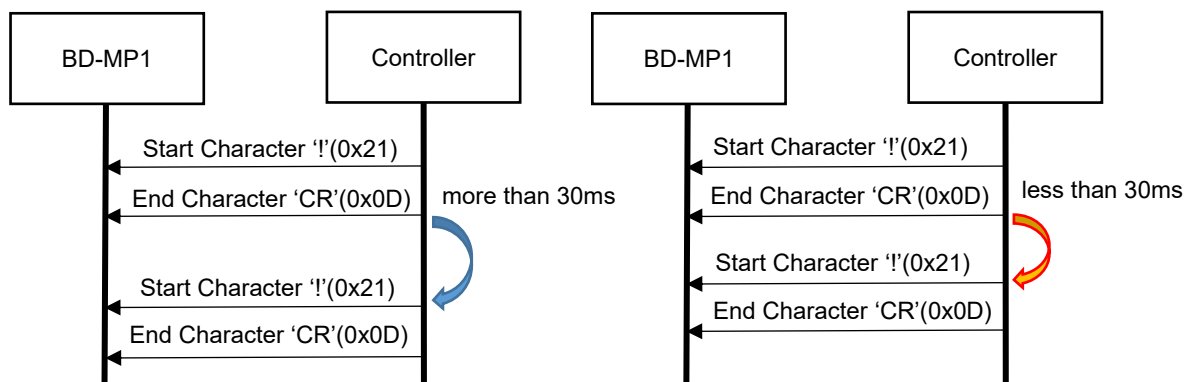 BD-MP1
Controller
Start Character ‘!’(0x21)
End Character ‘CR’(0x0D)
more than 30ms
Start Character ‘!’(0x21)
End Character ‘CR’(0x0D)
BD-MP1
Controller
Start Character ‘!’(0x21)
End Character ‘CR’(0x0D)
less than 30ms
Start Character ‘!’(0x21)
End Character ‘CR’(0x0D)